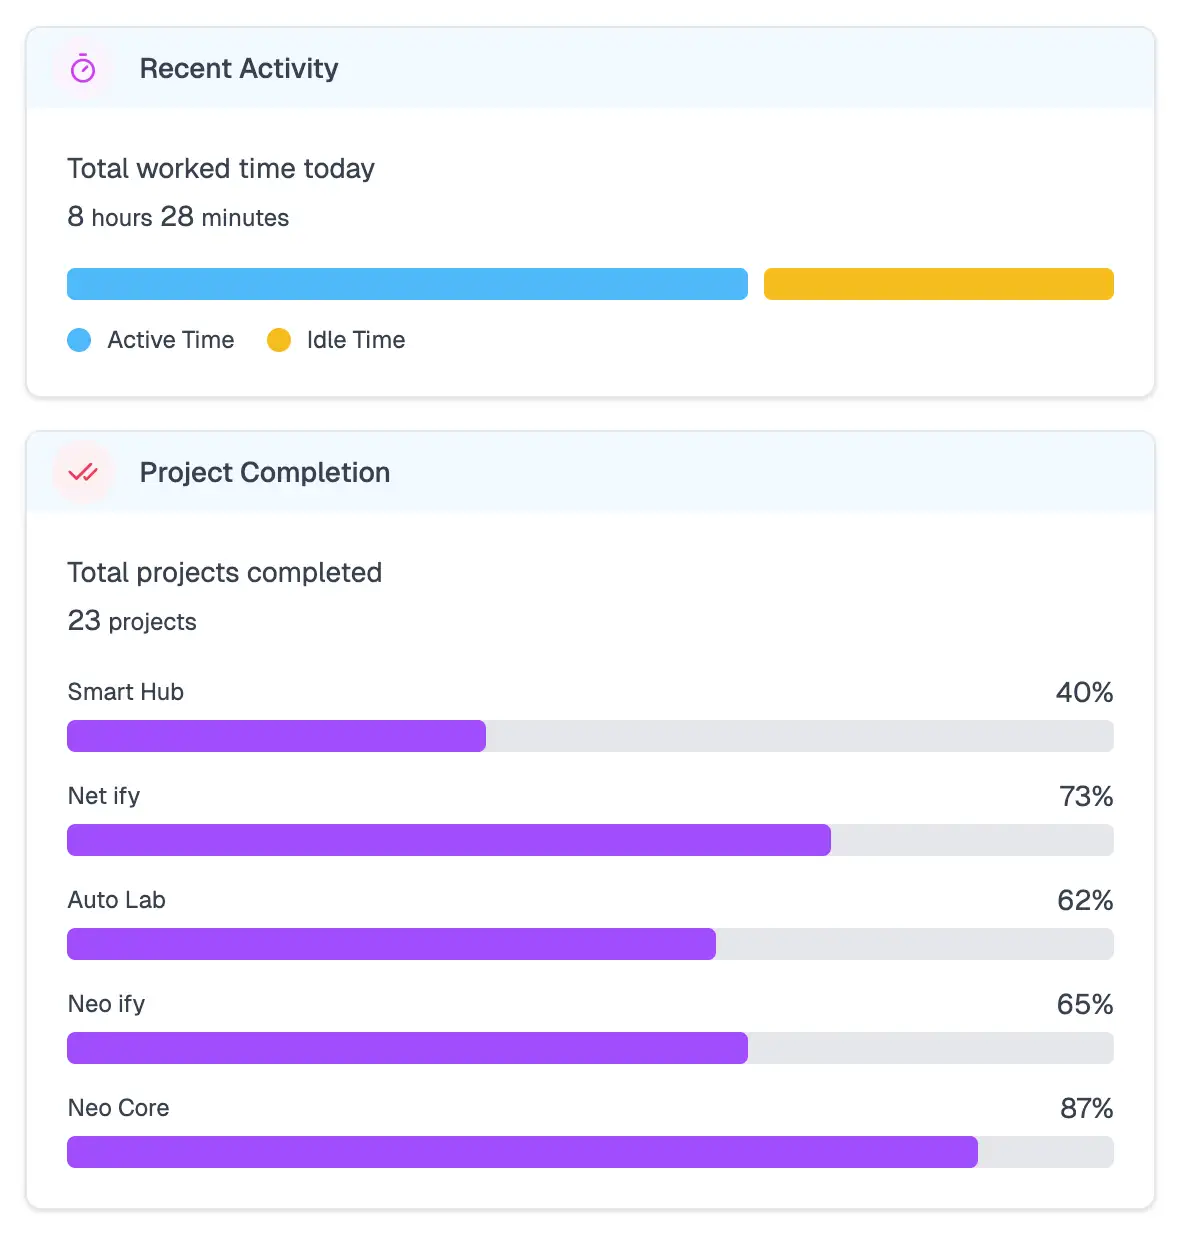 Recent Activity
Total worked time today
8 hours 28 minutes
Active Time Idle Time
Project Completion
Total projects completed
23 projects
Smart Hub 40%
Net ify 73%
Auto Lab 62%
Neo ify 65%
Neo Core 87%